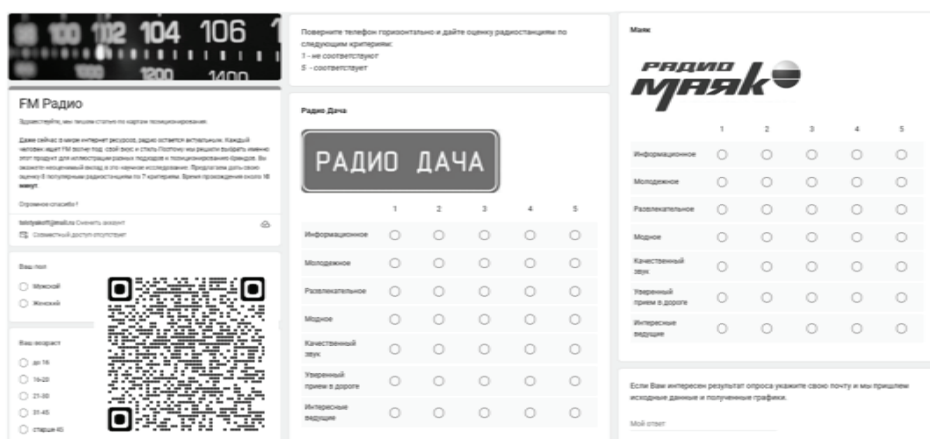 98 100 102 104 106 1
1000 1200 1400
FM Радио
Здравствуйте, мы пишем статью по картам позиционирования.
Даже сейчас в мире интернет ресурсов, радио остается актуальным. Каждый
человек ищет FM волну под свой вкус и стиль Поэтому мы решили выбрать именно
этот продукт для иллюстрации разных подходов к позиционированию брендов. Вы
окажете неоценимый вклад в это научное исследование. Предлагаем дать свою
оценку 8 популярным радиостанциям по 7 критериям. Время прохождения около 10
минут.
Огромное спасибо!
Сменить аккаунт
Совместный доступ отсутствует
Ваш пол
Мужской
Женский
Ваш возраст
до 16
16-20
21-30
31-45
старше 45
Поверните телефон горизонтально и дайте оценку радиостанциям по
следующим критериям:
1 - не соответствуют
5 - соответствует
Радио Дача
РАДИО ДАЧА
1 2 3 4 5
Информационное
Молодежное
Развлекательное
Модное
Качественный
звук
Уверенный
прием в дороге
Интересные
ведущие
Маяк
РАДИО
МАЯК
1 2 3 4 5
Информационное
Молодежное
Развлекательное
Модное
Качественный
звук
Уверенный
прием в дороге
Интересные
ведущие
Если Вам интересен результат опроса укажите свою почту и мы пришлем
исходные данные и полученные графики.
Мой ответ